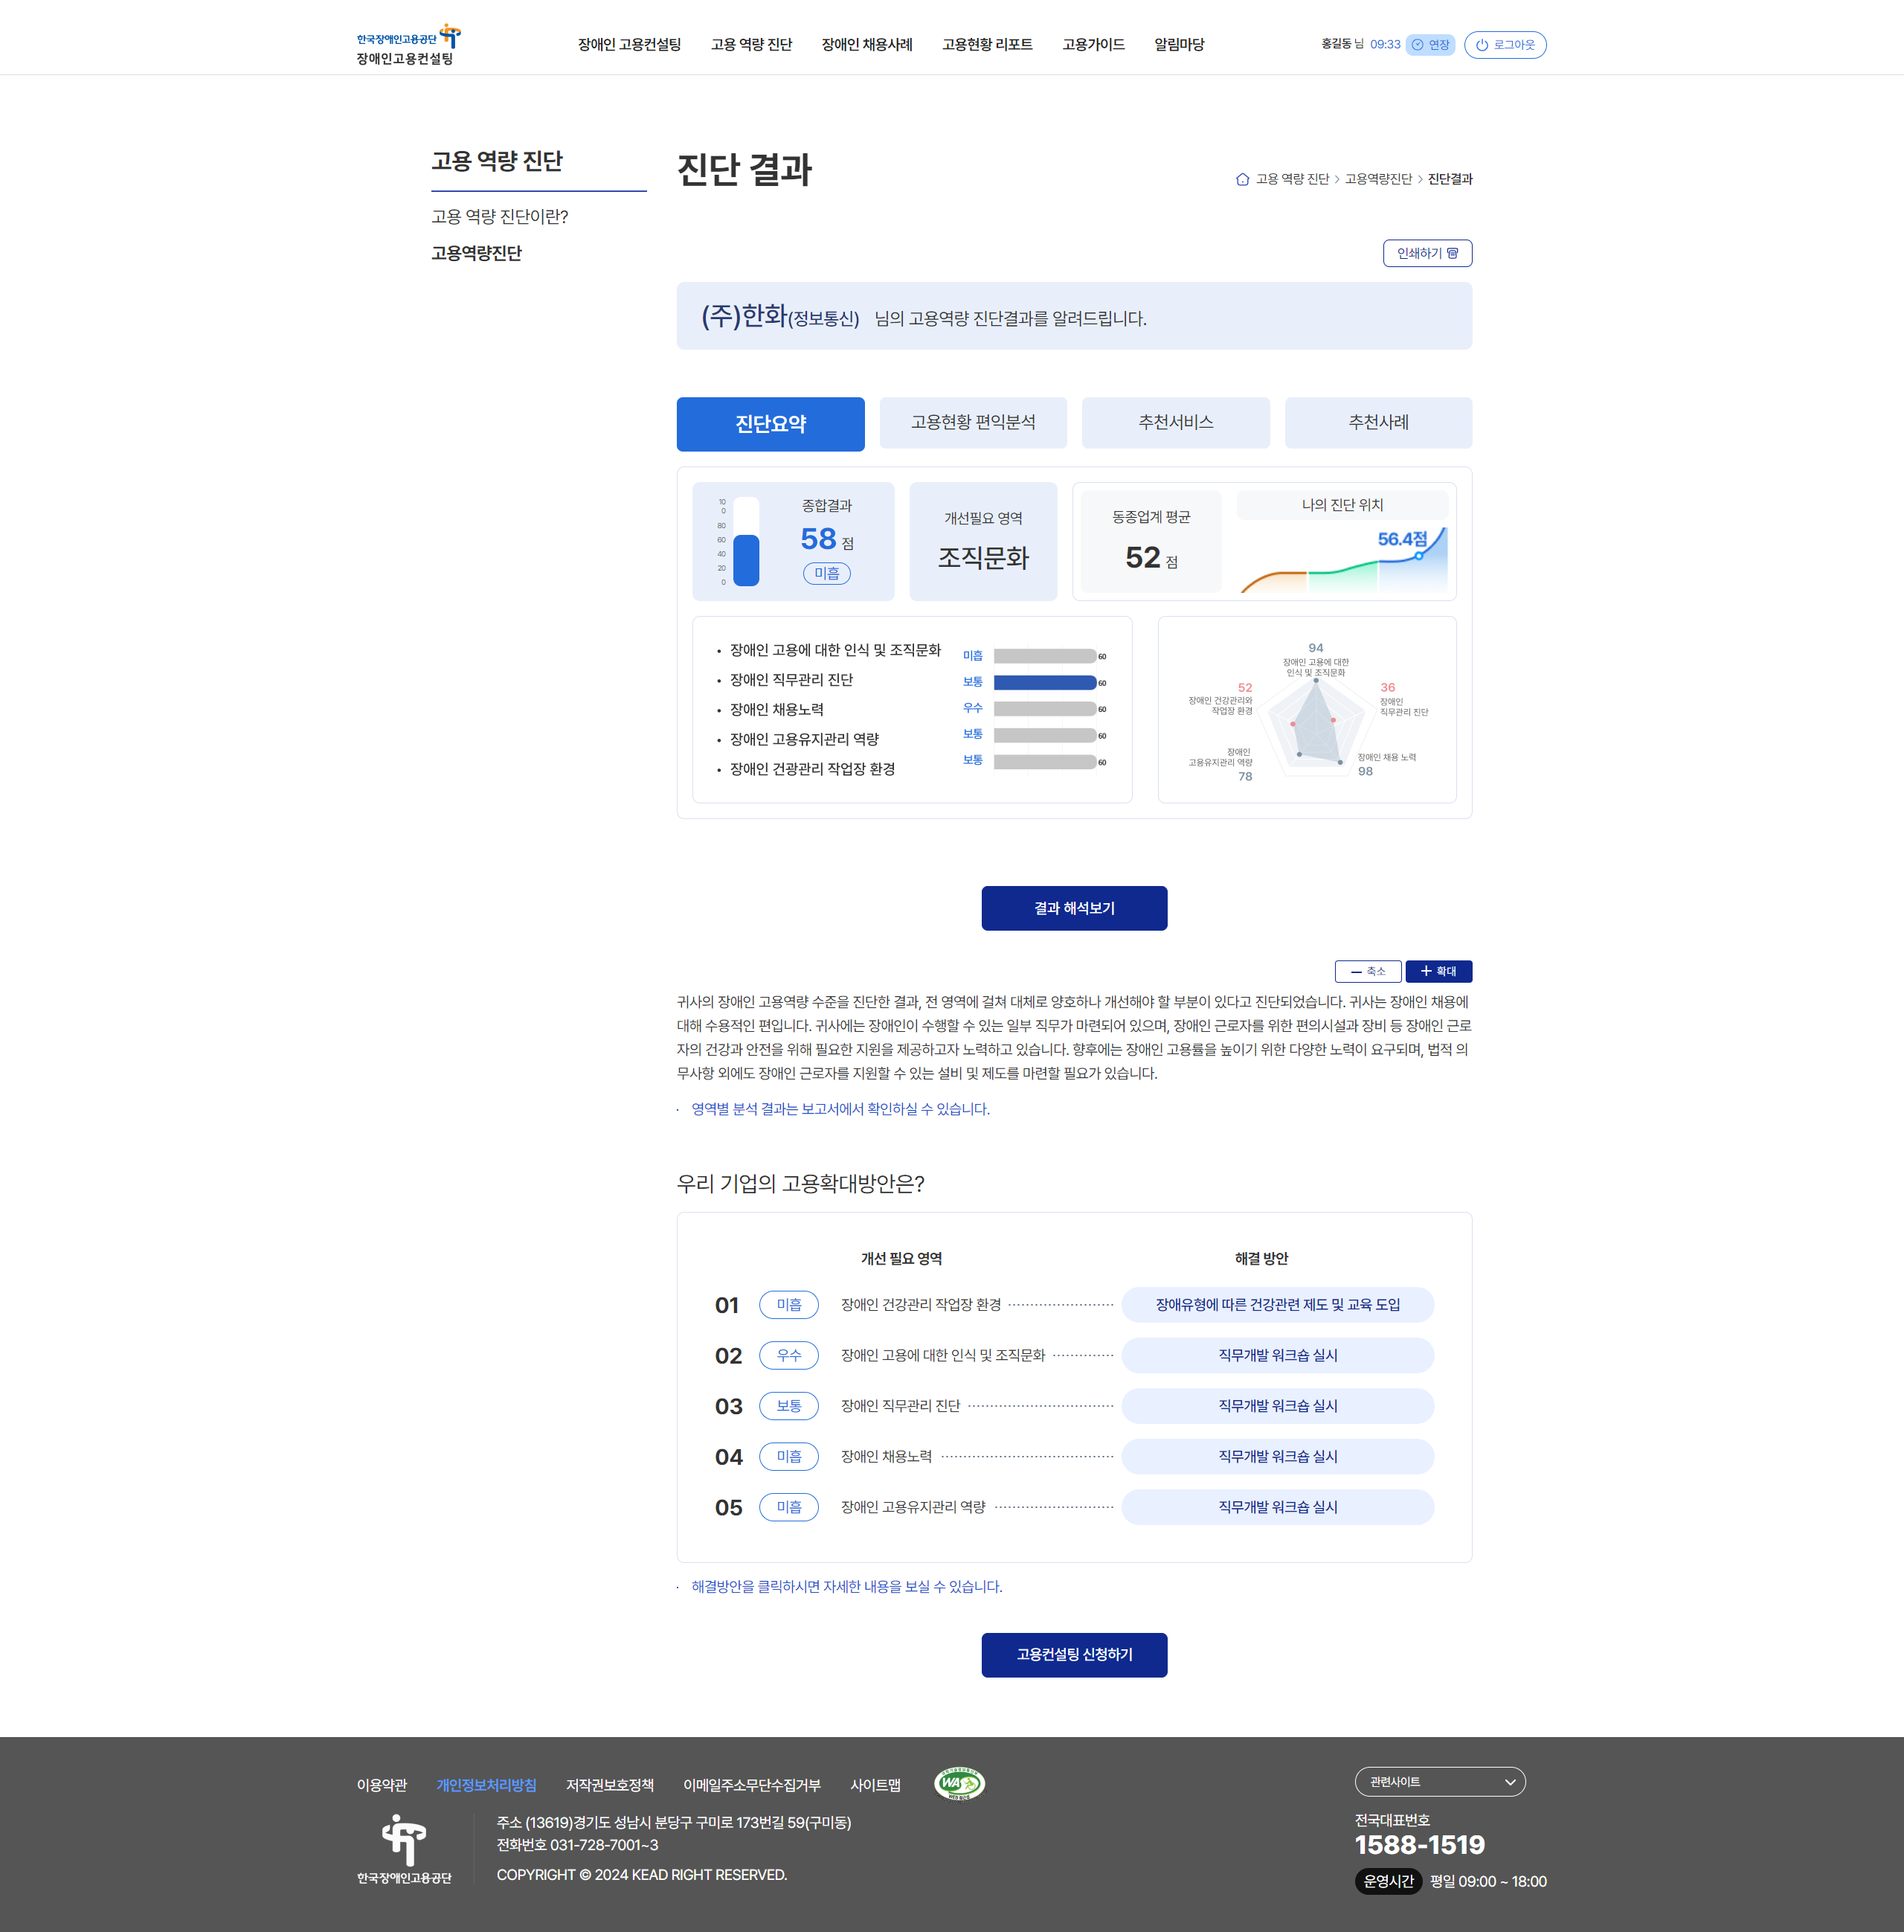 한국장애인고용공단
장애인고용컨설팅
장애인 고용컨설팅
고용 역량 진단
장애인 채용사례
고용현황 리포트
고용가이드
알림마당
홍길동 님 09:33 연장
로그아웃
고용 역량 진단
고용 역량 진단이란?
고용역량진단
진단 결과
고용 역량 진단 > 고용역량진단 > 진단결과
인쇄하기
(주)한화(정보통신) 님의 고용역량 진단결과를 알려드립니다.
진단요약
고용현황 편익분석
추천서비스
추천사례
10
0
80
60
40
20
0
종합결과
58 점
미흡
개선필요 영역
조직문화
동종업계 평균
52 점
나의 진단 위치
56.4점
• 장애인 고용에 대한 인식 및 조직문화
• 장애인 직무관리 진단
• 장애인 채용노력
• 장애인 고용유지관리 역량
• 장애인 건광관리 작업장 환경
미흡 60
보통 60
우수 60
보통 60
보통 60
94
장애인 고용에 대한
인식 및 조직문화
52
장애인 건강관리와
작업장 환경
36
장애인
직무관리 진단
장애인
고용유지관리 역량
78
장애인 채용 노력
98
결과 해석보기
축소
확대
귀사의 장애인 고용역량 수준을 진단한 결과, 전 영역에 걸쳐 대체로 양호하나 개선해야 할 부분이 있다고 진단되었습니다. 귀사는 장애인 채용에
대해 수용적인 편입니다. 귀사에는 장애인이 수행할 수 있는 일부 직무가 마련되어 있으며, 장애인 근로자를 위한 편의시설과 장비 등 장애인 근로
자의 건강과 안전을 위해 필요한 지원을 제공하고자 노력하고 있습니다. 향후에는 장애인 고용률을 높이기 위한 다양한 노력이 요구되며, 법적 의
무사항 외에도 장애인 근로자를 지원할 수 있는 설비 및 제도를 마련할 필요가 있습니다.
· 영역별 분석 결과는 보고서에서 확인하실 수 있습니다.
우리 기업의 고용확대방안은?
개선 필요 영역
해결 방안
01 미흡 장애인 건강관리 작업장 환경 장애유형에 따른 건강관련 제도 및 교육 도입
02 우수 장애인 고용에 대한 인식 및 조직문화 직무개발 워크숍 실시
03 보통 장애인 직무관리 진단 직무개발 워크숍 실시
04 미흡 장애인 채용노력 직무개발 워크숍 실시
05 미흡 장애인 고용유지관리 역량 직무개발 워크숍 실시
· 해결방안을 클릭하시면 자세한 내용을 보실 수 있습니다.
고용컨설팅 신청하기
이용약관
개인정보처리방침
저작권보호정책
이메일주소무단수집거부
사이트맵
WA
관련사이트
한국장애인고용공단
주소 (13619)경기도 성남시 분당구 구미로 173번길 59(구미동)
전화번호 031-728-7001~3
COPYRIGHT © 2024 KEAD RIGHT RESERVED.
전국대표번호
1588-1519
운영시간 평일 09:00 ~ 18:00